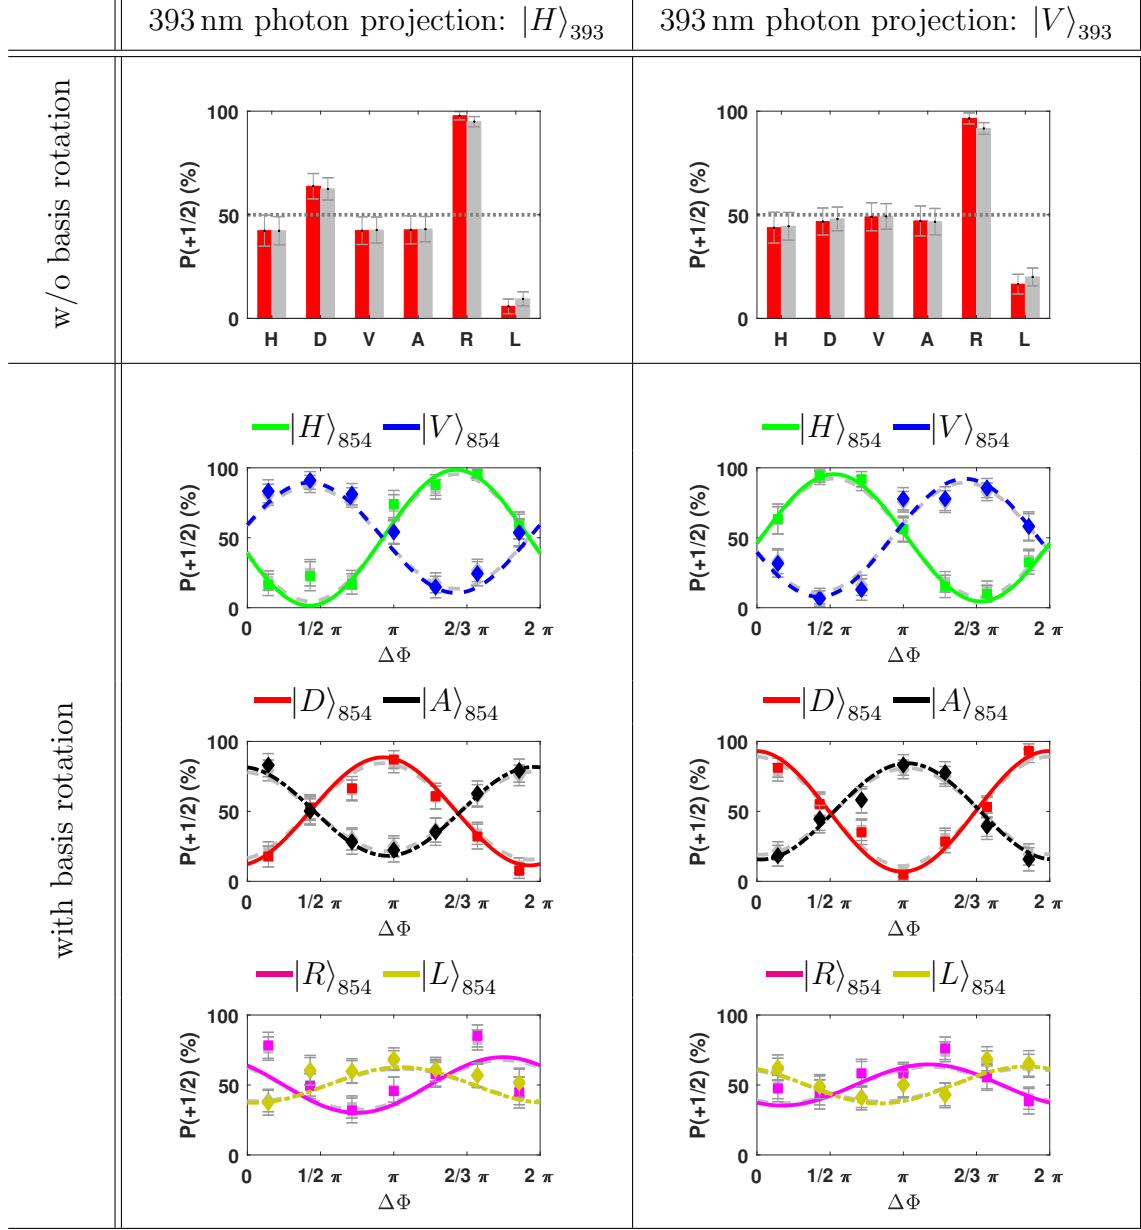 393 nm photon projection: |H⟩393
393 nm photon projection: |V⟩393
w/o basis rotation
100
50
0
P(+1/2) (%)
H D V A R L
100
50
0
P(+1/2) (%)
H D V A R L
with basis rotation
|H⟩854 |V⟩854
100
50
0
P(+1/2) (%)
0 1/2 π π 2/3 π 2 π
ΔΦ
|H⟩854 |V⟩854
100
50
0
P(+1/2) (%)
0 1/2 π π 2/3 π 2 π
ΔΦ
|D⟩854 |A⟩854
100
50
0
P(+1/2) (%)
0 1/2 π π 2/3 π 2 π
ΔΦ
|D⟩854 |A⟩854
100
50
0
P(+1/2) (%)
0 1/2 π π 2/3 π 2 π
ΔΦ
|R⟩854 |L⟩854
100
50
0
P(+1/2) (%)
0 1/2 π π 2/3 π 2 π
ΔΦ
|R⟩854 |L⟩854
100
50
0
P(+1/2) (%)
0 1/2 π π 2/3 π 2 π
ΔΦ